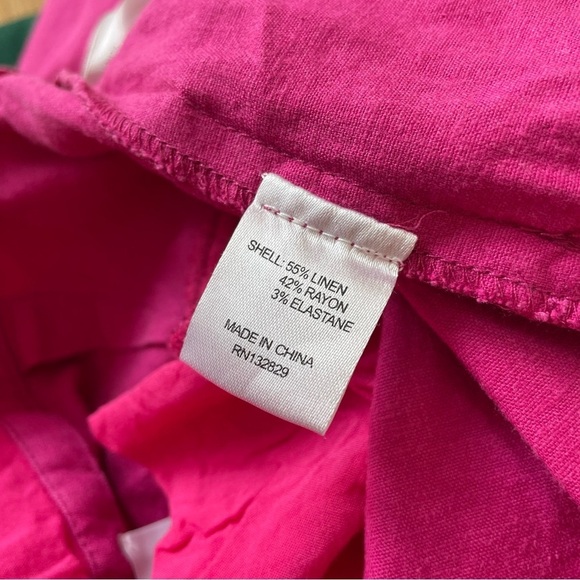 SHELL: 55% LINEN
42% RAYON
3% ELASTANE
MADE IN CHINA
RN132829